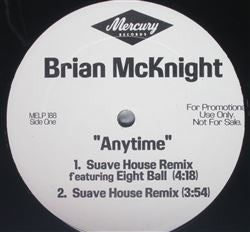 Mercury
RECORDS
Brian McKnight
MELP 188
Side One
For Promotional
Use Only.
Not For Sale.
"Anytime"
1. Suave House Remix
featuring Eight Ball (4:18)
2. Suave House Remix (3:54)